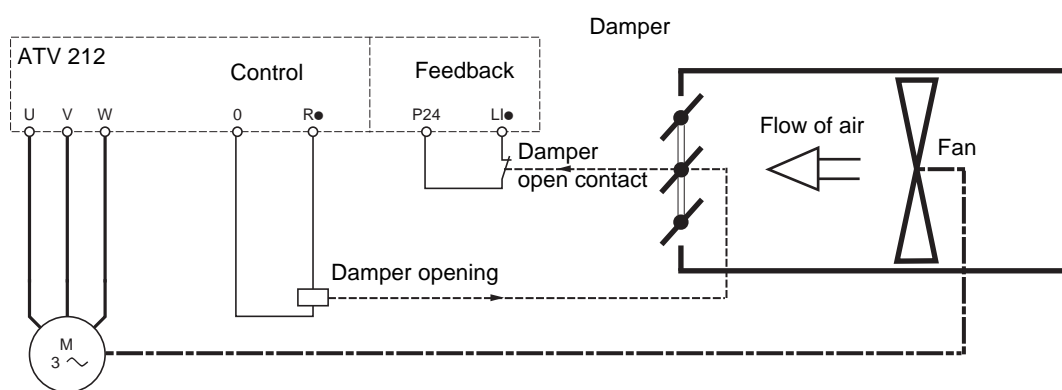 Damper
ATV 212
Control
Feedback
U V W 0 R● P24 LI●
Flow of air
Fan
Damper
open contact
Damper opening
M
3 ~